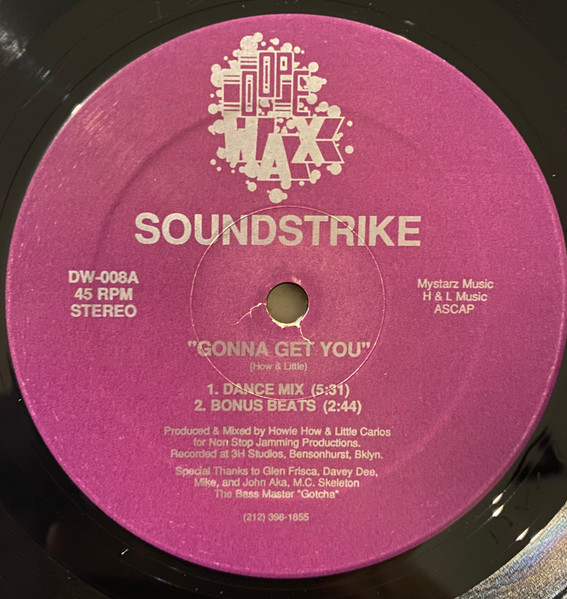 DOPE
WAX
SOUNDSTRIKE
DW-008A
45 RPM
STEREO
Mystarz Music
H & L Music
ASCAP
"GONNA GET YOU"
(How & Little)
1. DANCE MIX (5:31)
2. BONUS BEATS (2:44)
Produced & Mixed by Howie How & Little Carlos
for Non Stop Jamming Productions.
Recorded at 3H Studios, Bensonhurst, Bklyn.
Special Thanks to Glen Frisca, Davey Dee,
Mike, and John Aka, M.C. Skeleton
The Bass Master "Gotcha"
(212) 398-1655